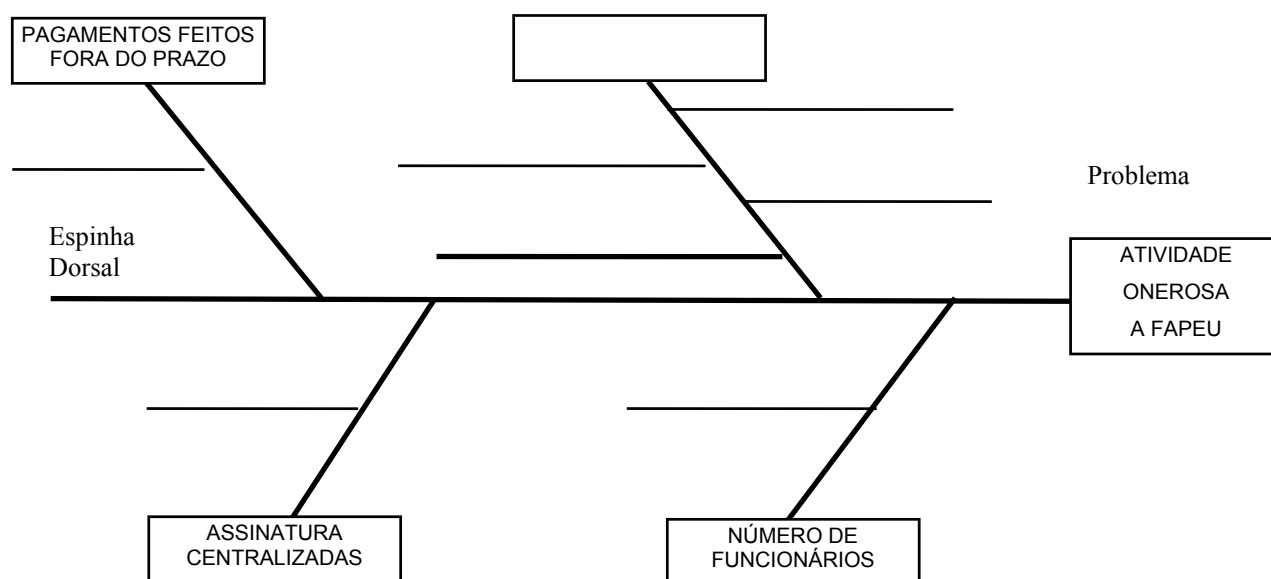 PAGAMENTOS FEITOS
FORA DO PRAZO
Problema
Espinha
Dorsal
ATIVIDADE
ONEROSA
A FAPEU
ASSINATURA
CENTRALIZADAS
NÚMERO DE
FUNCIONÁRIOS